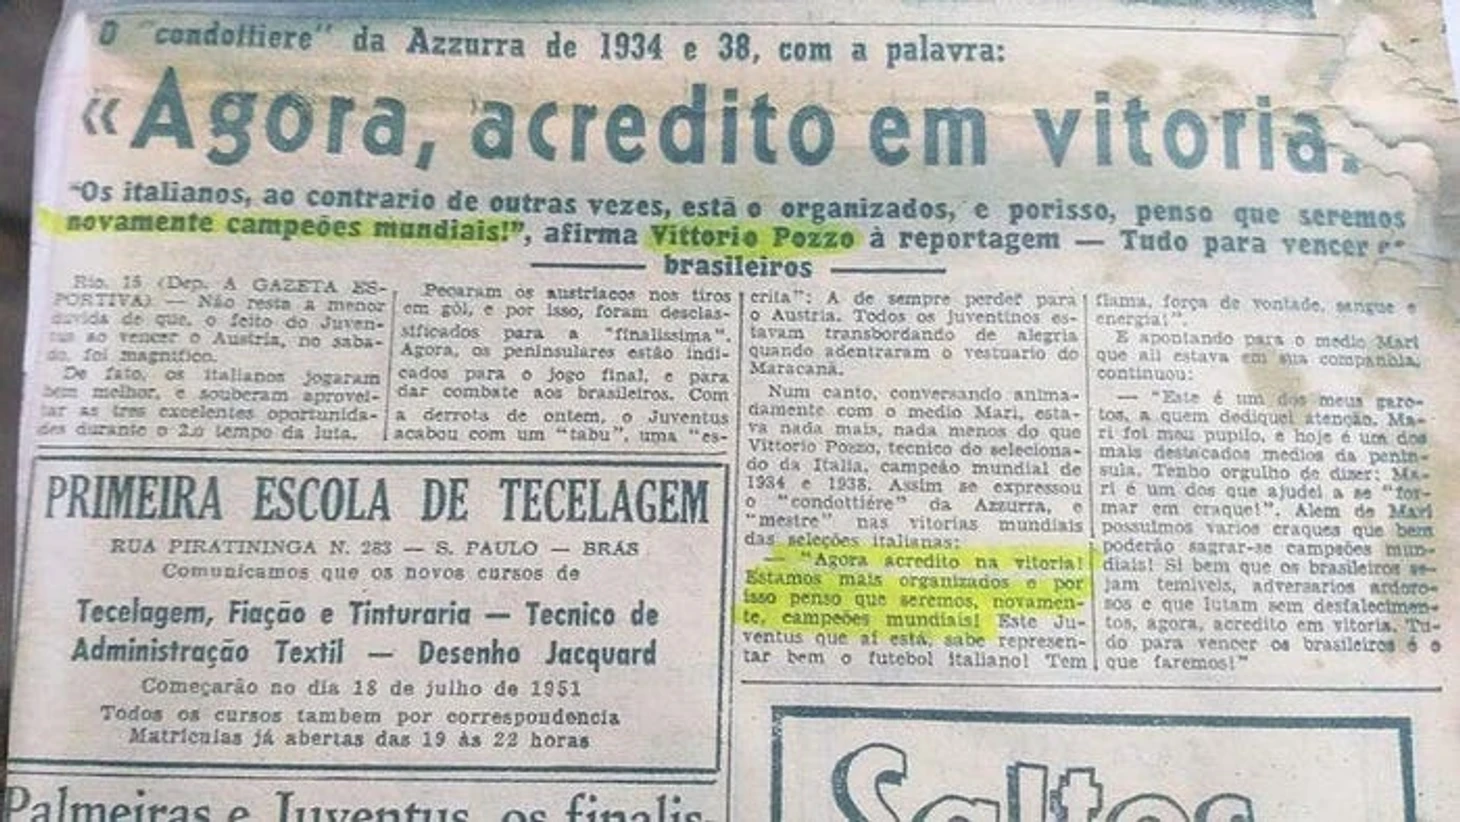 O "condottiere" da Azzurra de 1934 e 38, com a palavra:
«Agora, acredito em vitoria.
"Os italianos, ao contrario de outras vezes, está o organizados, e porisso, penso que seremos
novamente campeões mundiais!", afirma Vittorio Pozzo à reportagem — Tudo para vencer
brasileiros
Rio, 15 (Dep. A GAZETA ES-
PORTIVA) — Não resta a menor
duvida de que, o feito do Juven-
tus ao vencer o Austria, no saba-
do, foi magnifico.
De fato, os italianos jogaram
bem melhor, e souberam aprovei-
tar as tres excelentes oportunida-
des durante o 2.o tempo da luta.
Pecaram os austriacos nos tiros
em gol, e por isso, foram desclas-
sificados para a "finalissima".
Agora, os peninsulares estão indi-
cados para o jogo final, e para
dar combate aos brasileiros. Com
a derrota de ontem, o Juventus
acabou com um "tabu", uma "es-
crita": A de sempre perder para
o Austria. Todos os juventinos es-
tavam transbordando de alegria
quando adentraram o vestuario do
Maracanã.
Num canto, conversando anima-
damente com o medio Mari, esta-
va nada mais, nada menos do que
Vittorio Pozzo, tecnico do seleciona-
do da Italia, campeão mundial de
1934 e 1938. Assim se expressou
o "condottiére" da Azzurra, e
"mestre" nas vitorias mundiais
das seleções italianas:
— "Agora acredito na vitoria!
Estamos mais organizados e por
isso penso que seremos, novamen-
te, campeões mundiais! Este Ju-
ventus que aí está, sabe represen-
tar bem o futebol italiano! Tem
flama, força de vontade, sangue e
energia!".
E apontando para o medio Mari
que ali estava em sua companhia,
continuou:
— "Este é um dos meus garo-
tos, a quem dediquei atenção. Ma-
ri foi meu pupilo, e hoje é um dos
mais destacados medios da penin-
sula. Tenho orgulho de dizer: Ma-
ri é um dos que ajudei a se "for-
mar em craque!". Alem de Mari
possuimos varios craques que bem
poderão sagrar-se campeões mun-
diais! Si bem que os brasileiros se-
jam temiveis, adversarios ardoro-
sos e que lutam sem desfalecimen-
tos, agora, acredito em vitoria. Tu-
do para vencer os brasileiros é o
que faremos!"
PRIMEIRA ESCOLA DE TECELAGEM
RUA PIRATININGA N. 283 — S. PAULO — BRÁS
Comunicamos que os novos cursos de
Tecelagem, Fiação e Tinturaria — Tecnico de
Administração Textil — Desenho Jacquard
Começarão no dia 18 de julho de 1951
Todos os cursos tambem por correspondencia
Matriculas já abertas das 19 às 22 horas
Palmeiras e Juventus, os finalis-
Saltos